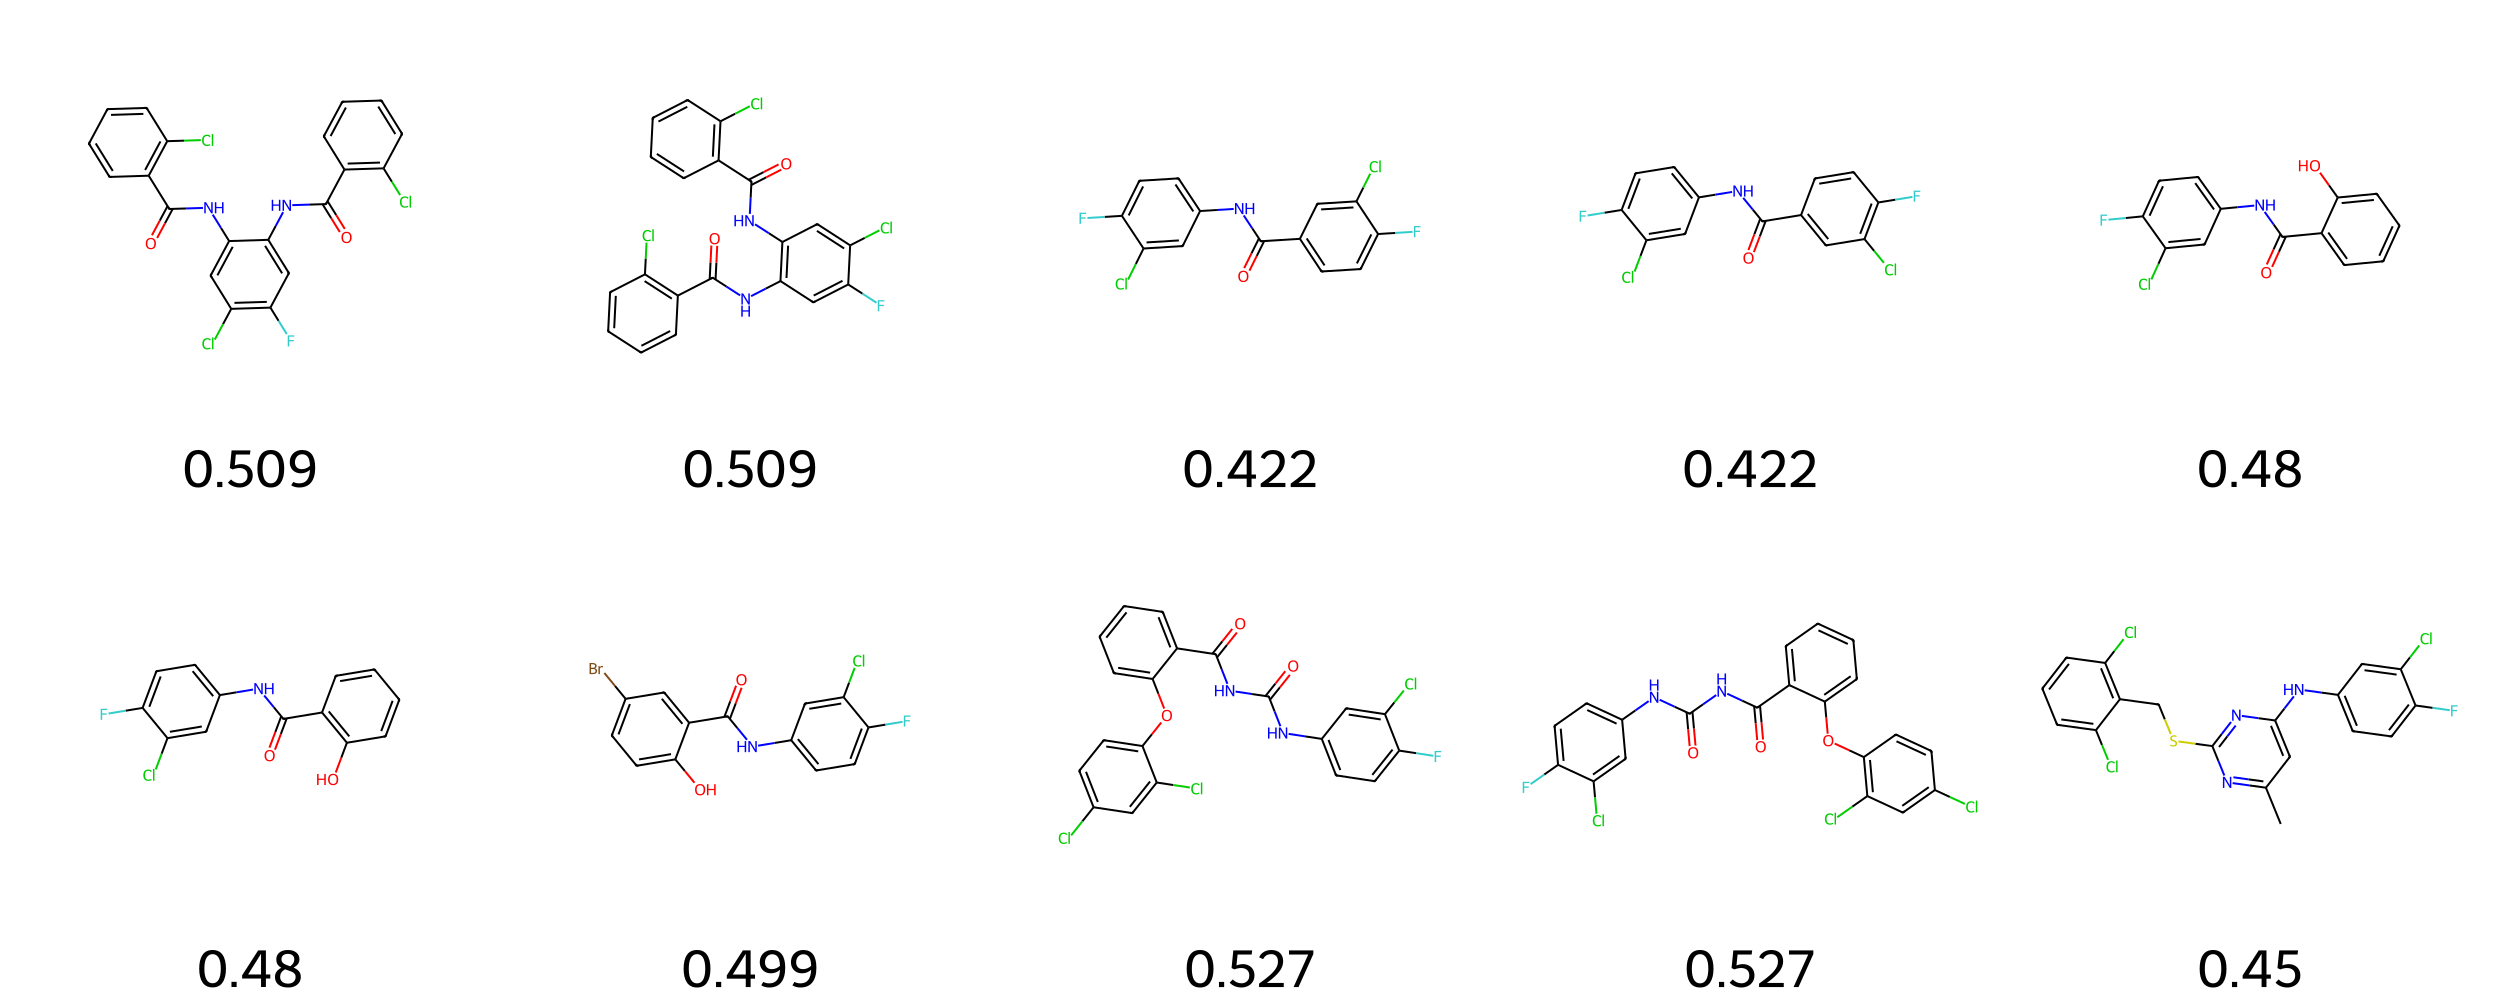 Cl Cl O NH HN O Cl F
Cl O HN Cl Cl O N H F
F Cl NH O Cl F
F Cl NH O F Cl
F Cl NH O HO
0.509 0.509 0.422 0.422 0.48
F Cl NH O HO
Br O HN OH Cl F
O HN O HN O Cl Cl Cl F
F Cl H N O H N O O Cl Cl
Cl Cl S N N HN Cl F
0.48 0.499 0.527 0.527 0.45